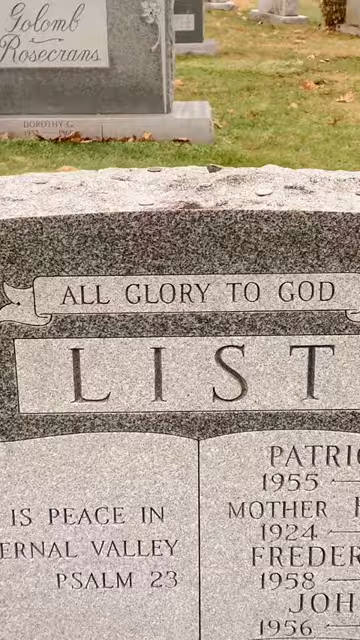 Golomb
Rosecrans
DOROTHY G.
ALL GLORY TO GOD
LIST
IS PEACE IN
ERNAL VALLEY
PSALM 23
PATRIC
1955
MOTHER
1924
FREDER
1958
JOH
1956